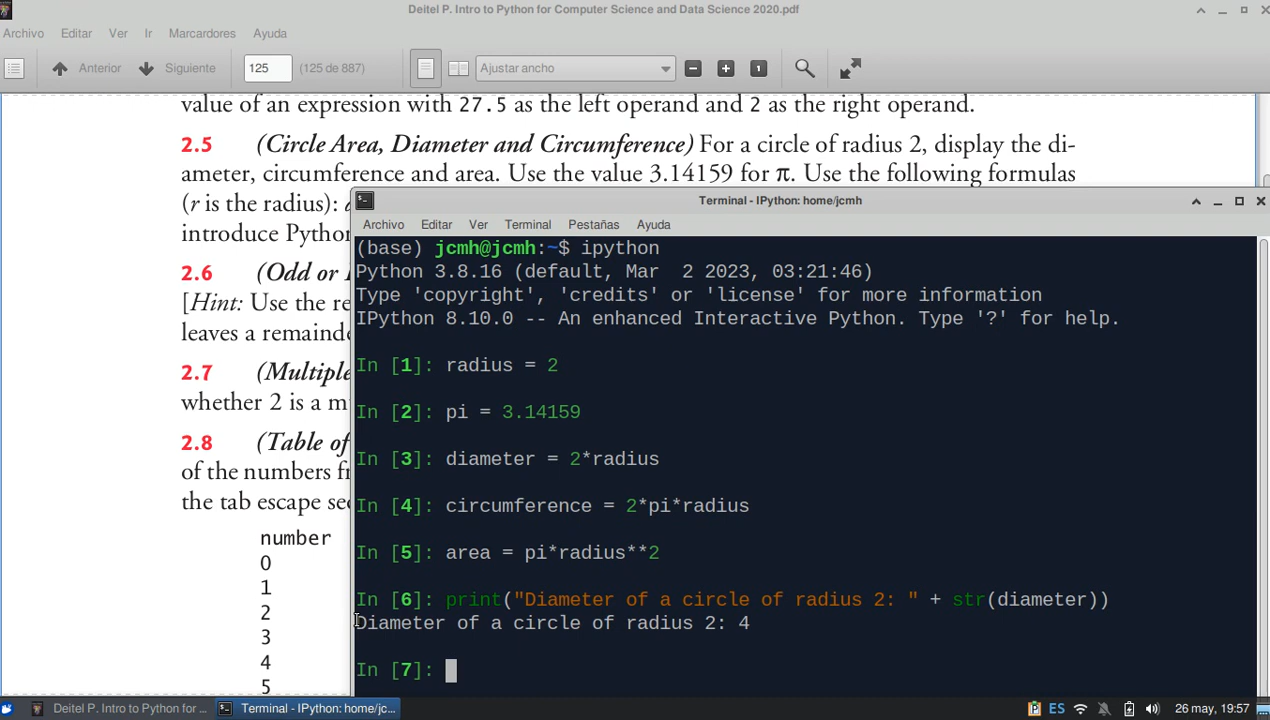 Deitel P. Intro to Python for Computer Science and Data Science 2020.pdf
Archivo Editar Ver Ir Marcadores Ayuda
Anterior Siguiente 125 (125 de 887) Ajustar ancho
value of an expression with 27.5 as the left operand and 2 as the right operand.
2.5 (Circle Area, Diameter and Circumference) For a circle of radius 2, display the di-
ameter, circumference and area. Use the value 3.14159 for π. Use the following formulas
(r is the radius):
introduce Python
2.6 (Odd or
[Hint: Use the re
leaves a remainde
2.7 (Multiple
whether 2 is a mu
2.8 (Table of
of the numbers fr
the tab escape se
number
0
1
2
3
4
5
Terminal - IPython: home/jcmh
Archivo Editar Ver Terminal Pestañas Ayuda
(base) jcmh@jcmh:~$ ipython
Python 3.8.16 (default, Mar  2 2023, 03:21:46)
Type 'copyright', 'credits' or 'license' for more information
IPython 8.10.0 -- An enhanced Interactive Python. Type '?' for help.
In [1]: radius = 2
In [2]: pi = 3.14159
In [3]: diameter = 2*radius
In [4]: circumference = 2*pi*radius
In [5]: area = pi*radius**2
In [6]: print("Diameter of a circle of radius 2: " + str(diameter))
Diameter of a circle of radius 2: 4
In [7]:
Deitel P. Intro to Python for ... Terminal - IPython: home/jc... ES 26 may, 19:57